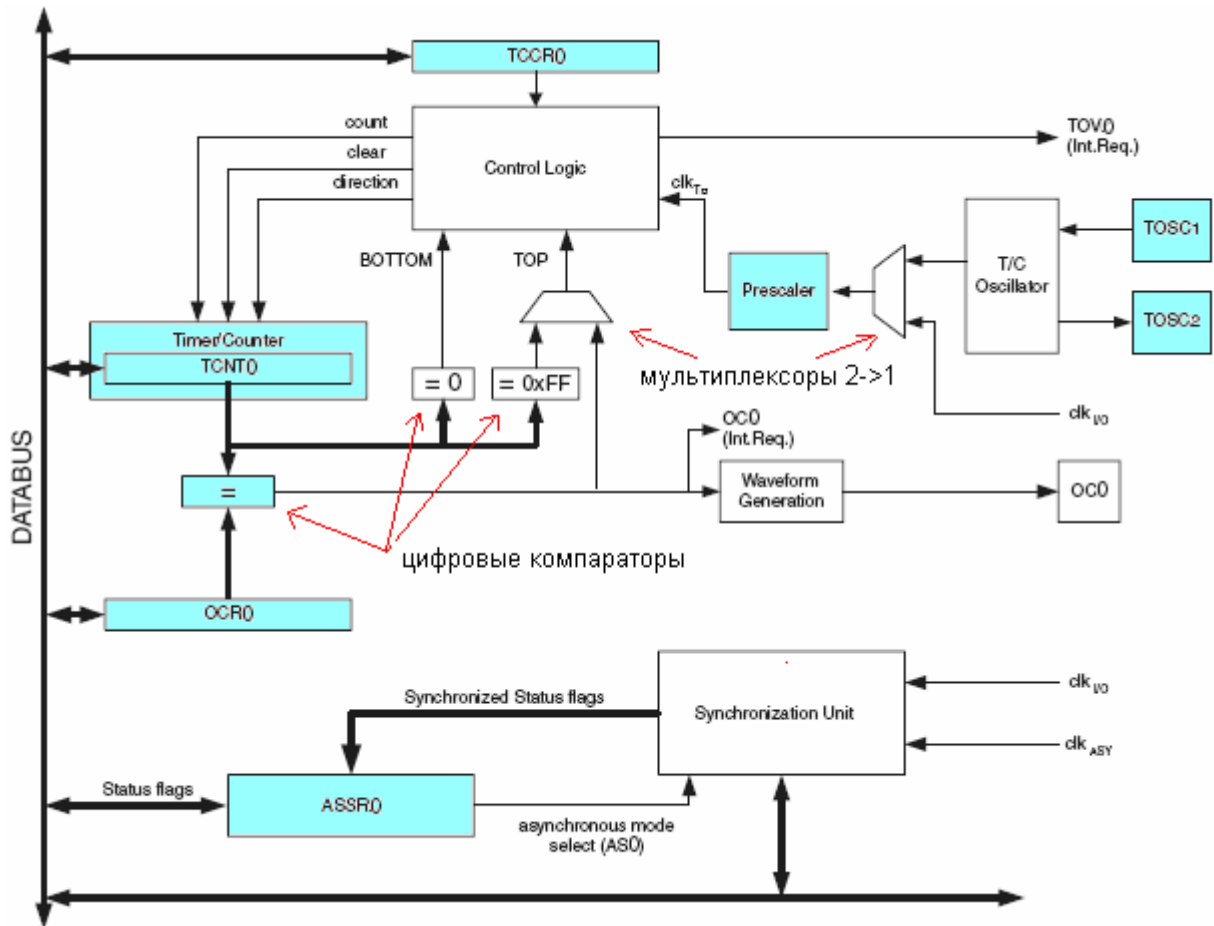 TCCR0
count
clear
direction
Control Logic
TOV0
(Int.Req.)
clkT0
BOTTOM
TOP
Prescaler
T/C
Oscillator
TOSC1
TOSC2
Timer/Counter
TCNT0
= 0
= 0xFF
мультиплексоры 2->1
clkI/O
OC0
(Int.Req.)
=
Waveform
Generation
OC0
цифровые компараторы
DATABUS
OCR0
Synchronized Status flags
Synchronization Unit
clkI/O
clkASY
Status flags
ASSR0
asynchronous mode
select (AS0)